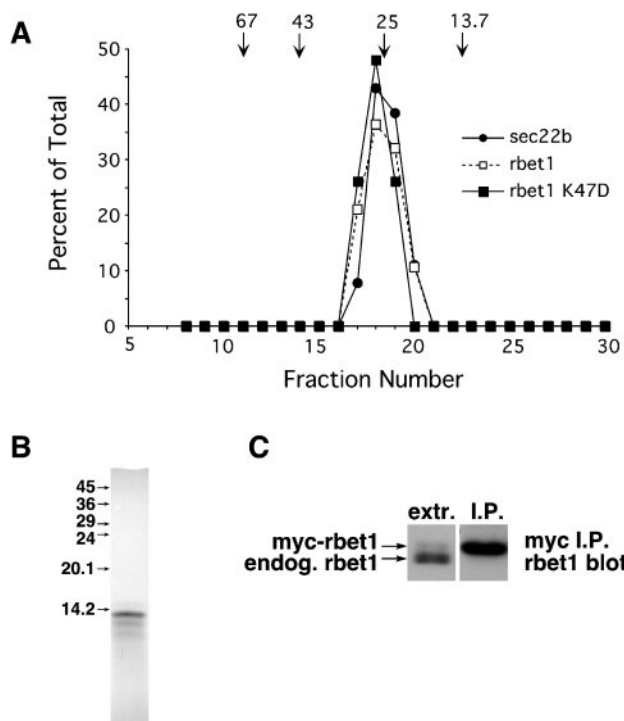 A
67 43 25 13.7
50
40
30
20
10
0
Percent of Total
sec22b
rbet1
rbet1 K47D
5 10 15 20 25 30
Fraction Number
B
45
36
29
24
20.1
14.2
C
extr. I.P.
myc-rbet1
endog. rbet1
myc I.P.
rbet1 blot